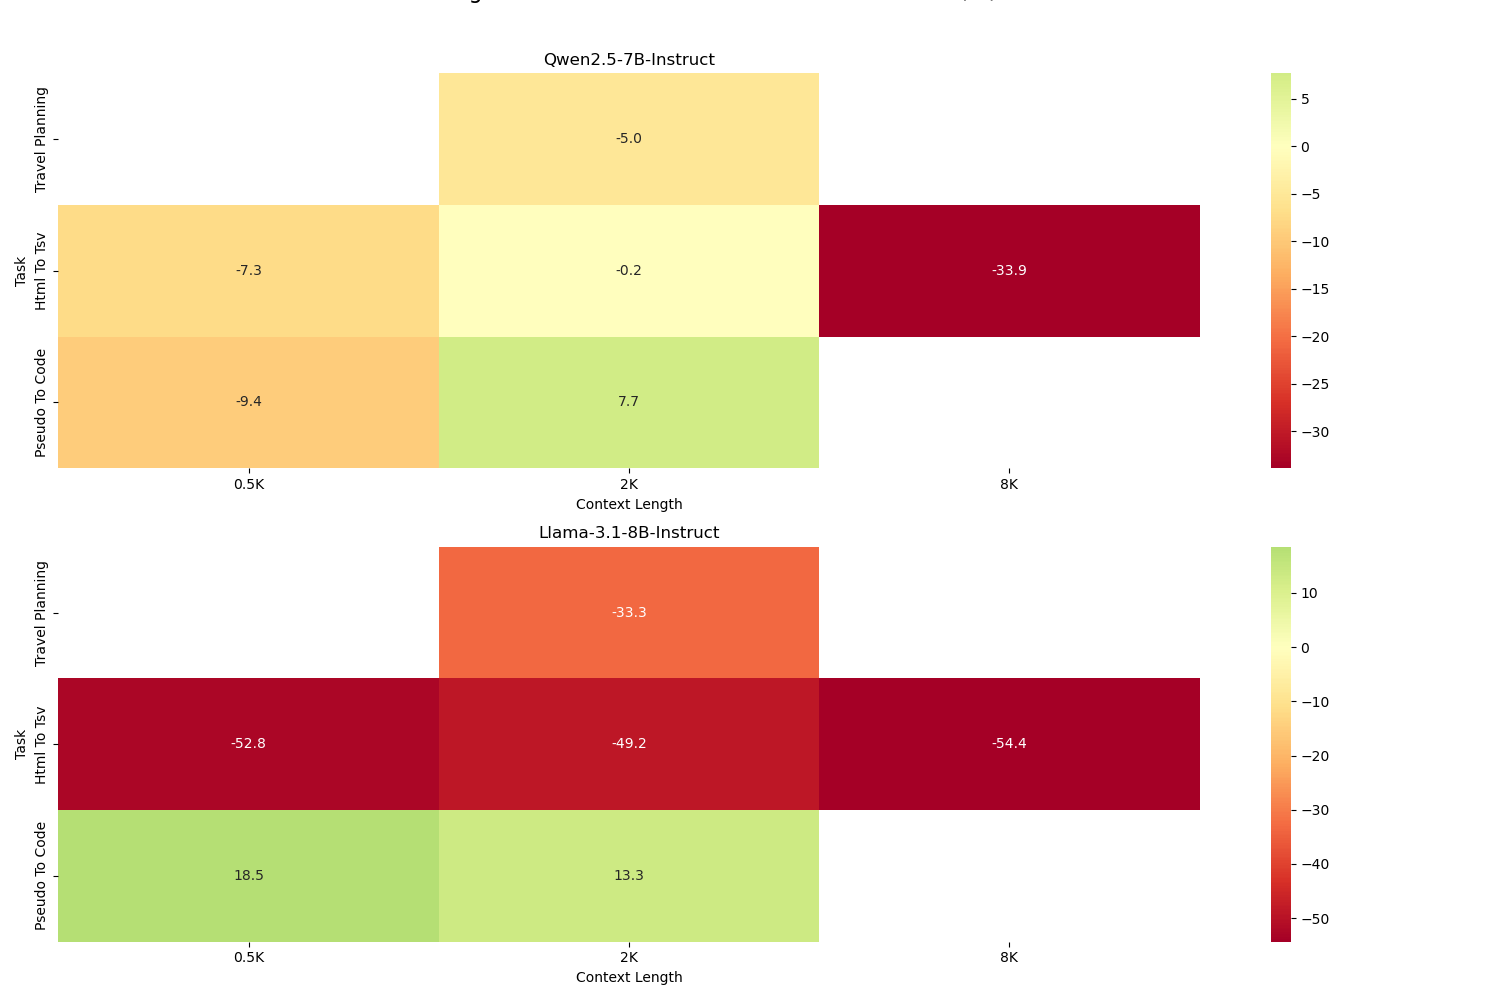 Qwen2.5-7B-Instruct
Task
Travel Planning
Html To Tsv
Pseudo To Code
-5.0
-7.3
-0.2
-33.9
-9.4
7.7
0.5K
2K
8K
Context Length
5
0
−5
−10
−15
−20
−25
−30
Llama-3.1-8B-Instruct
Task
Travel Planning
Html To Tsv
Pseudo To Code
-33.3
-52.8
-49.2
-54.4
18.5
13.3
0.5K
2K
8K
Context Length
10
0
−10
−20
−30
−40
−50